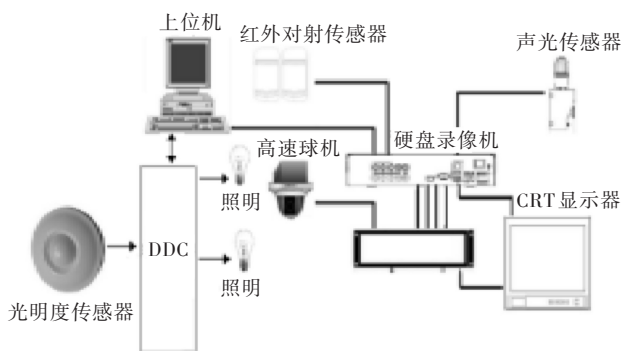 上位机
红外对射传感器
声光传感器
硬盘录像机
高速球机
照明
CRT显示器
DDC
照明
光明度传感器